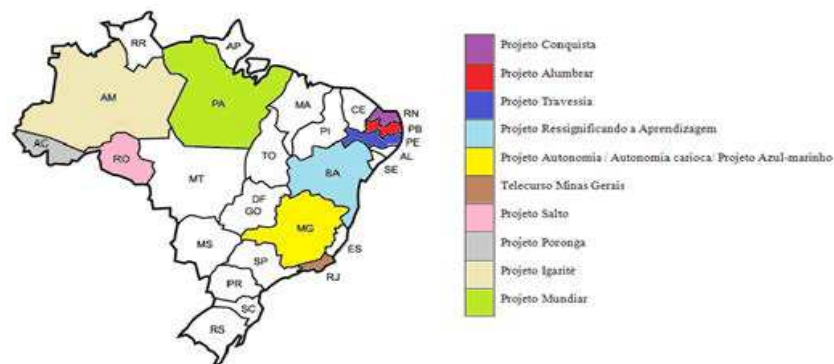 RR
AP
AM
PA
MA
CE
RN
PB
PE
AL
SE
PI
AC
RO
TO
BA
MT
DF
GO
MG
MS
ES
SP
RJ
PR
SC
RS
Projeto Conquista
Projeto Alumbrar
Projeto Travessia
Projeto Ressignificando a Aprendizagem
Projeto Autonomia / Autonomia carioca/ Projeto Azul-marinho
Telecurso Minas Gerais
Projeto Salto
Projeto Poronga
Projeto Igarité
Projeto Mundiar